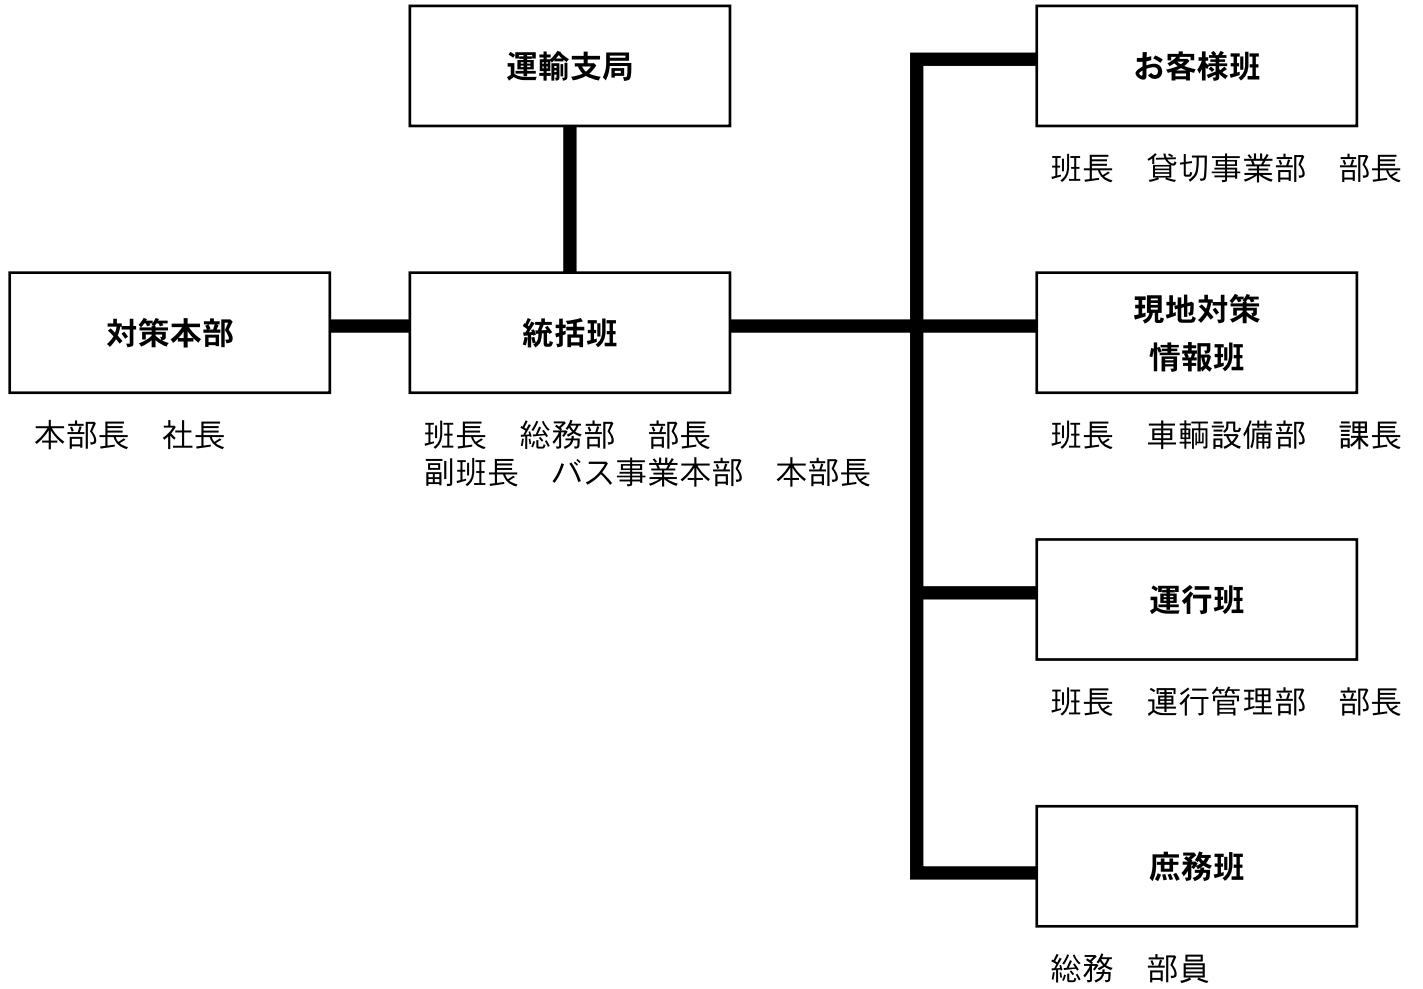 運輸支局
お客様班
班長　貸切事業部　部長
対策本部
本部長　社長
統括班
班長　総務部　部長
副班長　バス事業本部　本部長
現地対策
情報班
班長　車輌設備部　課長
運行班
班長　運行管理部　部長
庶務班
総務　部員